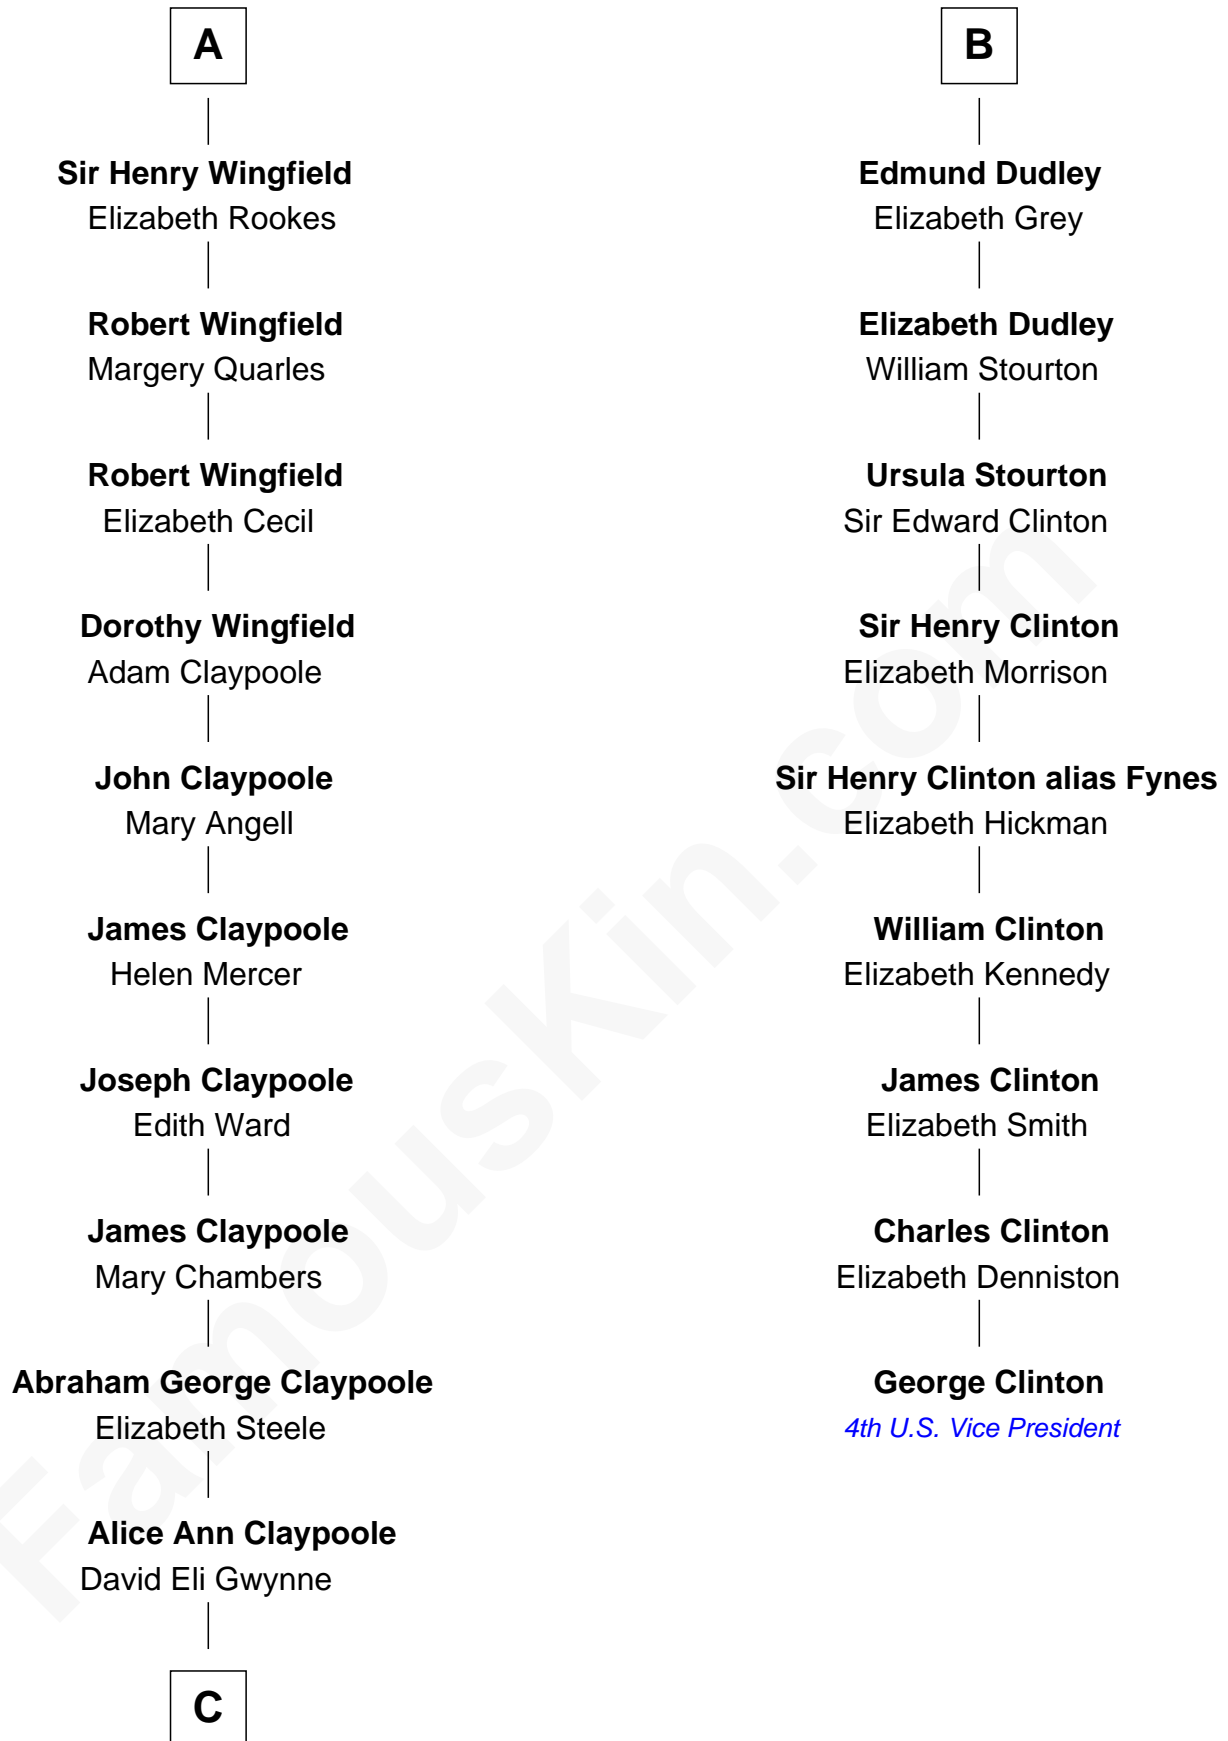 A
Sir Henry Wingfield
Elizabeth Rookes
Robert Wingfield
Margery Quarles
Robert Wingfield
Elizabeth Cecil
Dorothy Wingfield
Adam Claypoole
John Claypoole
Mary Angell
James Claypoole
Helen Mercer
Joseph Claypoole
Edith Ward
James Claypoole
Mary Chambers
Abraham George Claypoole
Elizabeth Steele
Alice Ann Claypoole
David Eli Gwynne
C
B
Edmund Dudley
Elizabeth Grey
Elizabeth Dudley
William Stourton
Ursula Stourton
Sir Edward Clinton
Sir Henry Clinton
Elizabeth Morrison
Sir Henry Clinton alias Fynes
Elizabeth Hickman
William Clinton
Elizabeth Kennedy
James Clinton
Elizabeth Smith
Charles Clinton
Elizabeth Denniston
George Clinton
4th U.S. Vice President
FamousKin.com